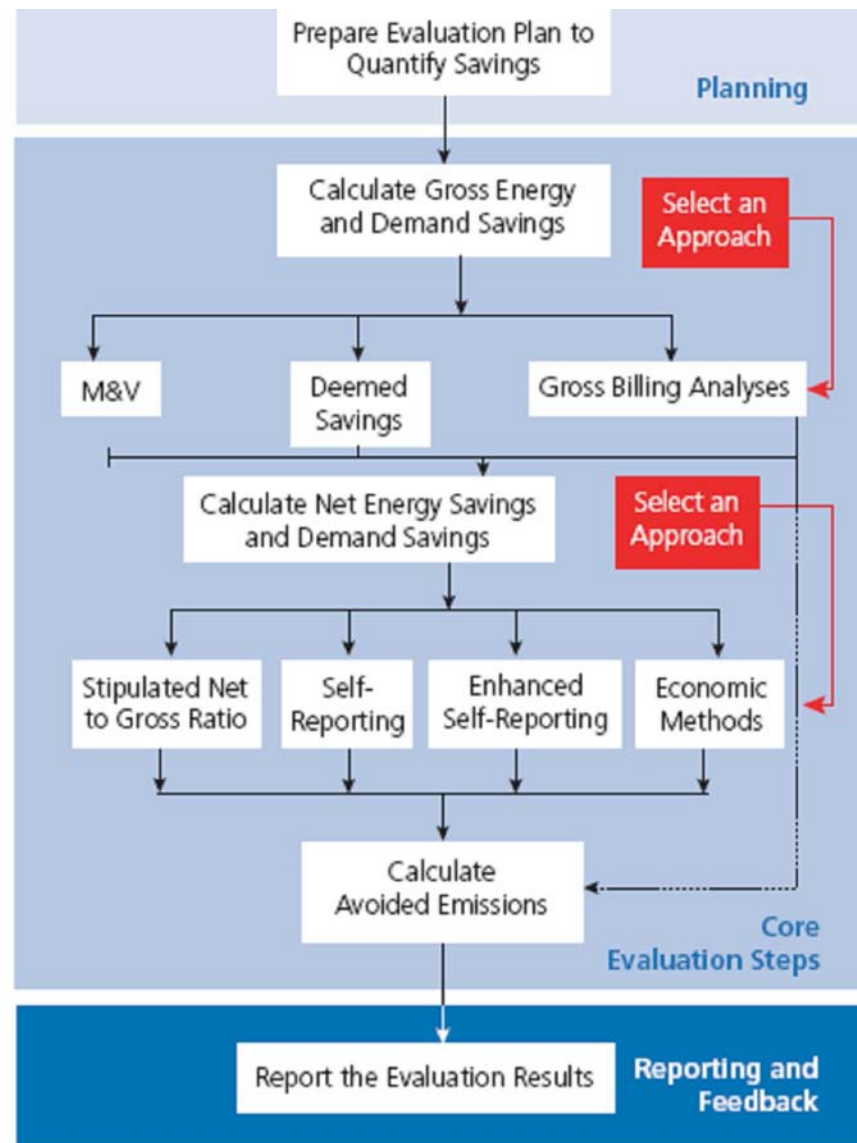 Prepare Evaluation Plan to
Quantify Savings
Planning
Calculate Gross Energy
and Demand Savings
Select an
Approach
M&V
Deemed
Savings
Gross Billing Analyses
Calculate Net Energy Savings
and Demand Savings
Select an
Approach
Stipulated Net
to Gross Ratio
Self-
Reporting
Enhanced
Self-Reporting
Economic
Methods
Calculate
Avoided Emissions
Core
Evaluation Steps
Report the Evaluation Results
Reporting and
Feedback